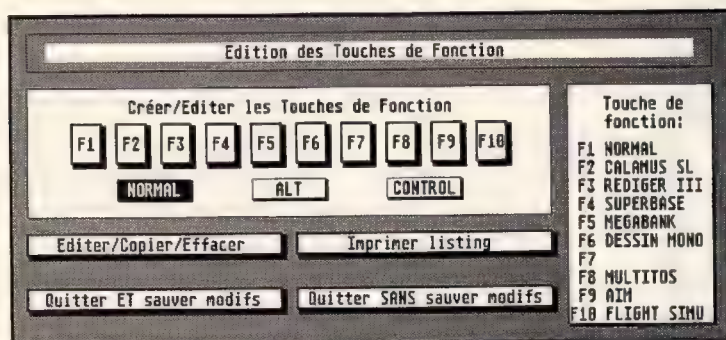 Edition des Touches de Fonction
Créer/Editer les Touches de Fonction
F1 F2 F3 F4 F5 F6 F7 F8 F9 F10
NORMAL ALT CONTROL
Editer/Copier/Effacer Imprimer listing
Quitter ET sauver modifs Quitter SANS sauver modifs
Touche de
fonction:
F1 NORMAL
F2 CALAMUS SL
F3 REDIGER III
F4 SUPERBASE
F5 MEGABANK
F6 DESSIN MONO
F7
F8 MULTITOS
F9 AIM
F10 FLIGHT SIMU